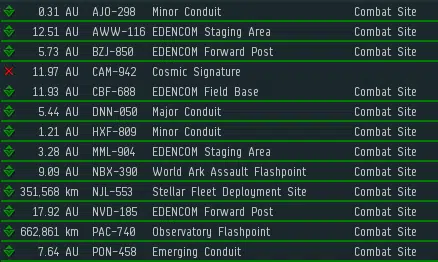 0.31 AU AJO-298 Minor Conduit Combat Site
12.51 AU AWW-116 EDENCOM Staging Area Combat Site
5.73 AU BZJ-850 EDENCOM Forward Post Combat Site
11.97 AU CAM-942 Cosmic Signature
11.93 AU CBF-688 EDENCOM Field Base Combat Site
5.44 AU DNN-050 Major Conduit Combat Site
1.21 AU HXF-809 Minor Conduit Combat Site
3.28 AU MML-904 EDENCOM Staging Area Combat Site
9.09 AU NBX-390 World Ark Assault Flashpoint Combat Site
351,568 km NJL-553 Stellar Fleet Deployment Site Combat Site
17.92 AU NVD-185 EDENCOM Forward Post Combat Site
662,861 km PAC-740 Observatory Flashpoint Combat Site
7.64 AU PON-458 Emerging Conduit Combat Site